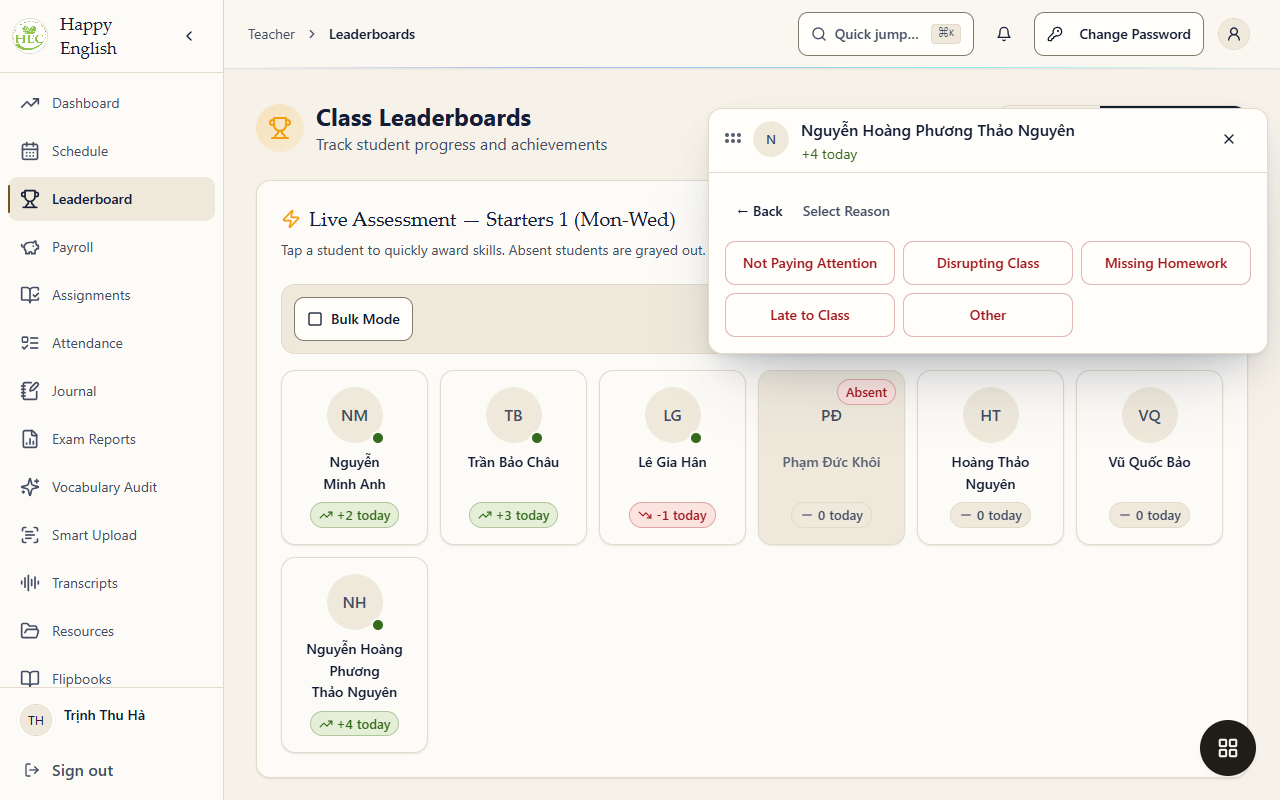 HEC
Happy
English
Dashboard
Schedule
Leaderboard
Payroll
Assignments
Attendance
Journal
Exam Reports
Vocabulary Audit
Smart Upload
Transcripts
Resources
Flipbooks
TH
Trịnh Thu Hà
Sign out
Teacher
Leaderboards
Quick jump...
⌘K
Change Password
Class Leaderboards
Track student progress and achievements
N
Nguyễn Hoàng Phương Thảo Nguyên
+4 today
← Back
Select Reason
Not Paying Attention
Disrupting Class
Missing Homework
Late to Class
Other
Live Assessment — Starters 1 (Mon-Wed)
Tap a student to quickly award skills. Absent students are grayed out.
Bulk Mode
NM
Nguyễn
Minh Anh
+2 today
TB
Trần Bảo Châu
+3 today
LG
Lê Gia Hân
-1 today
Absent
PĐ
Phạm Đức Khôi
0 today
HT
Hoàng Thảo
Nguyên
0 today
VQ
Vũ Quốc Bảo
0 today
NH
Nguyễn Hoàng
Phương
Thảo Nguyên
+4 today